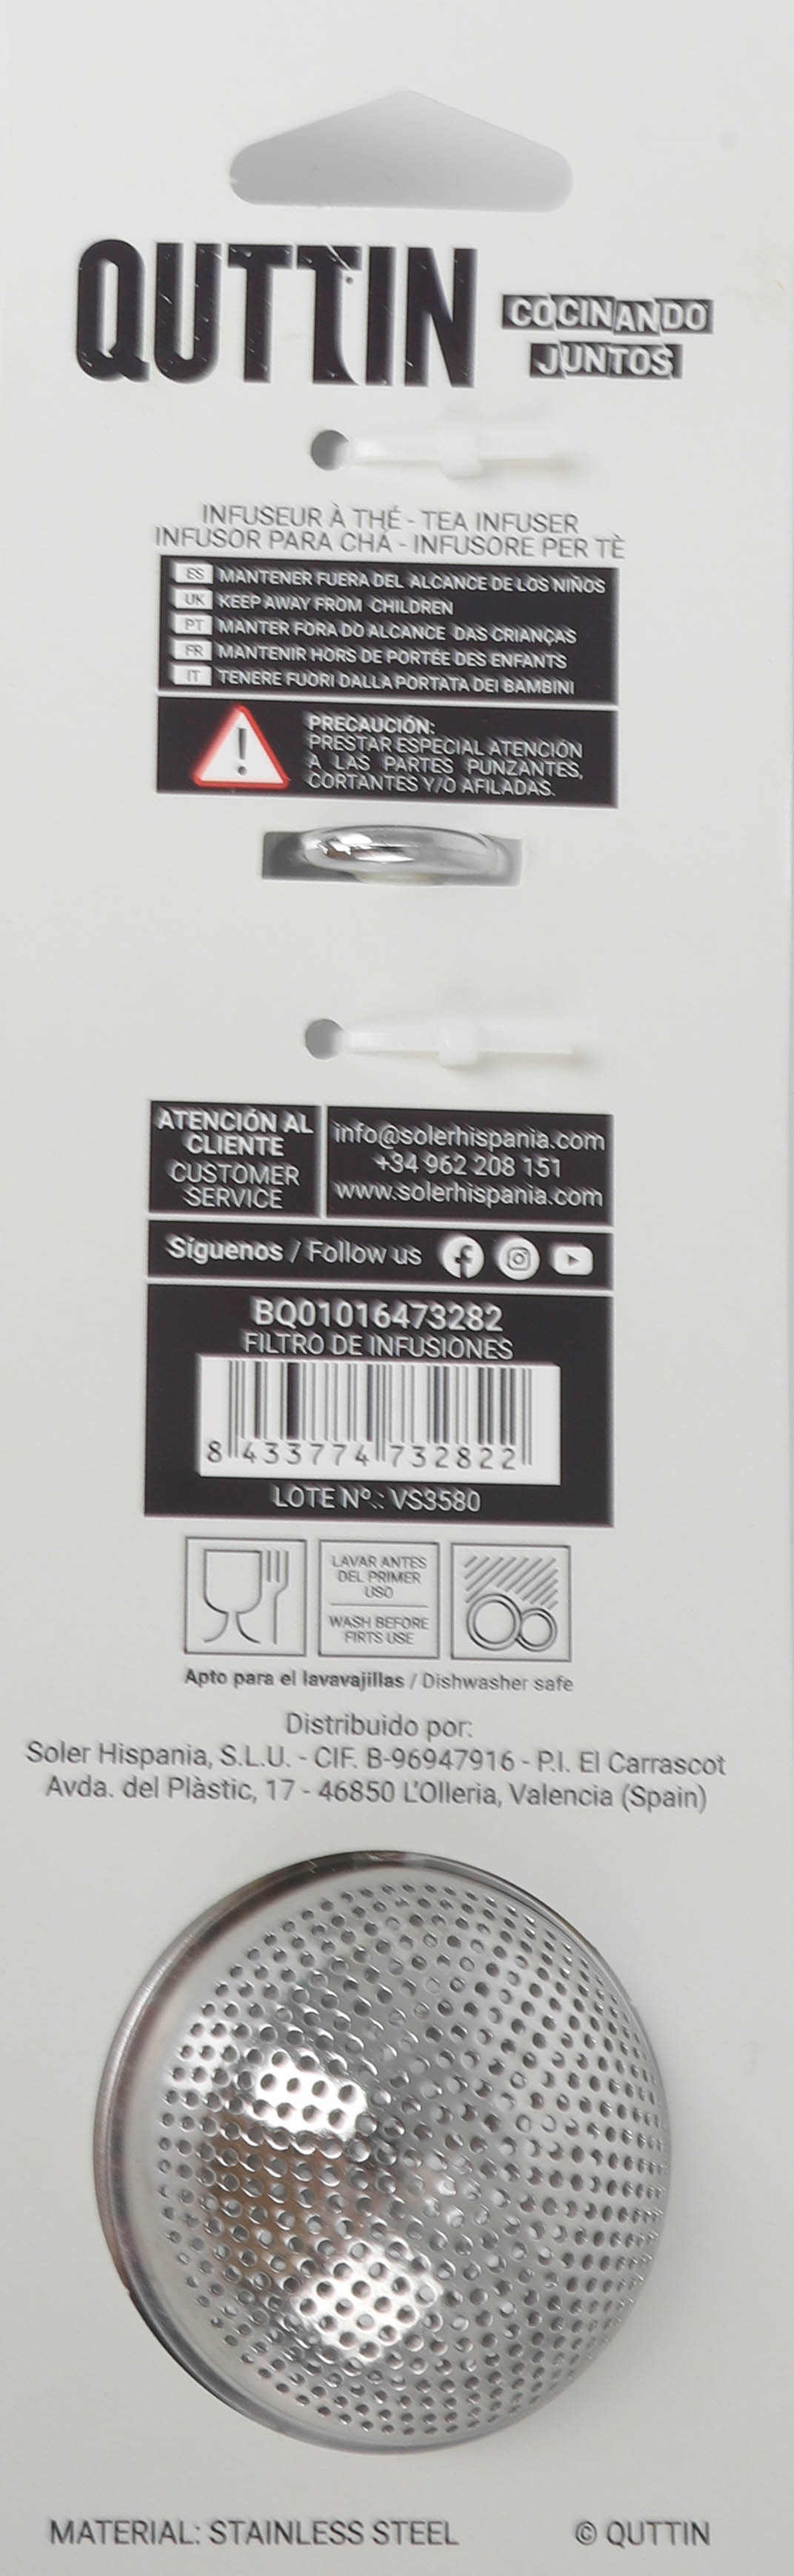 QUTTIN
COCINANDO
JUNTOS
INFUSEUR À THÉ - TEA INFUSER
INFUSOR PARA CHÁ - INFUSORE PER TÈ
ES MANTENER FUERA DEL ALCANCE DE LOS NIÑOS
UK KEEP AWAY FROM CHILDREN
PT MANTER FORA DO ALCANCE DAS CRIANÇAS
FR MANTENIR HORS DE PORTÉE DES ENFANTS
IT TENERE FUORI DALLA PORTATA DEI BAMBINI
!
PRECAUCIÓN:
PRESTAR ESPECIAL ATENCIÓN
A LAS PARTES PUNZANTES,
CORTANTES Y/O AFILADAS.
ATENCIÓN AL
CLIENTE
CUSTOMER
SERVICE
info@solerhispania.com
+34 962 208 151
www.solerhispania.com
Síguenos / Follow us
BQ01016473282
FILTRO DE INFUSIONES
8 433774 732822
LOTE Nº.: VS3580
LAVAR ANTES
DEL PRIMER
USO
WASH BEFORE
FIRTS USE
Apto para el lavavajillas / Dishwasher safe
Distribuido por:
Soler Hispania, S.L.U. - CIF. B-96947916 - P.I. El Carrascot
Avda. del Plàstic, 17 - 46850 L'Olleria, Valencia (Spain)
MATERIAL: STAINLESS STEEL
© QUTTIN